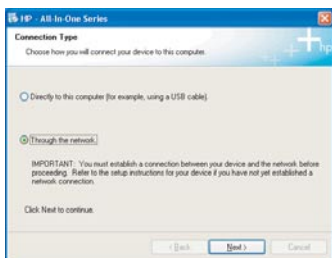 HP - All-In-One Series
Connection Type
Choose how you will connect your device to this computer.
hp
Directly to this computer (for example, using a USB cable).
Through the network.
IMPORTANT: You must establish a connection between your device and the network before
proceeding. Refer to the setup instructions for your device if you have not yet established a
network connection.
Click Next to continue.
< Back Next > Cancel